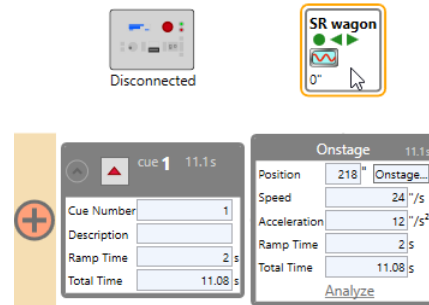 SR wagon
0"
Disconnected
cue 1 11.1s
Cue Number 1
Description
Ramp Time 2 s
Total Time 11.08 s
Onstage 11.1s
Position 218 " Onstage...
Speed 24 "/s
Acceleration 12 "/s²
Ramp Time 2 s
Total Time 11.08 s
Analyze